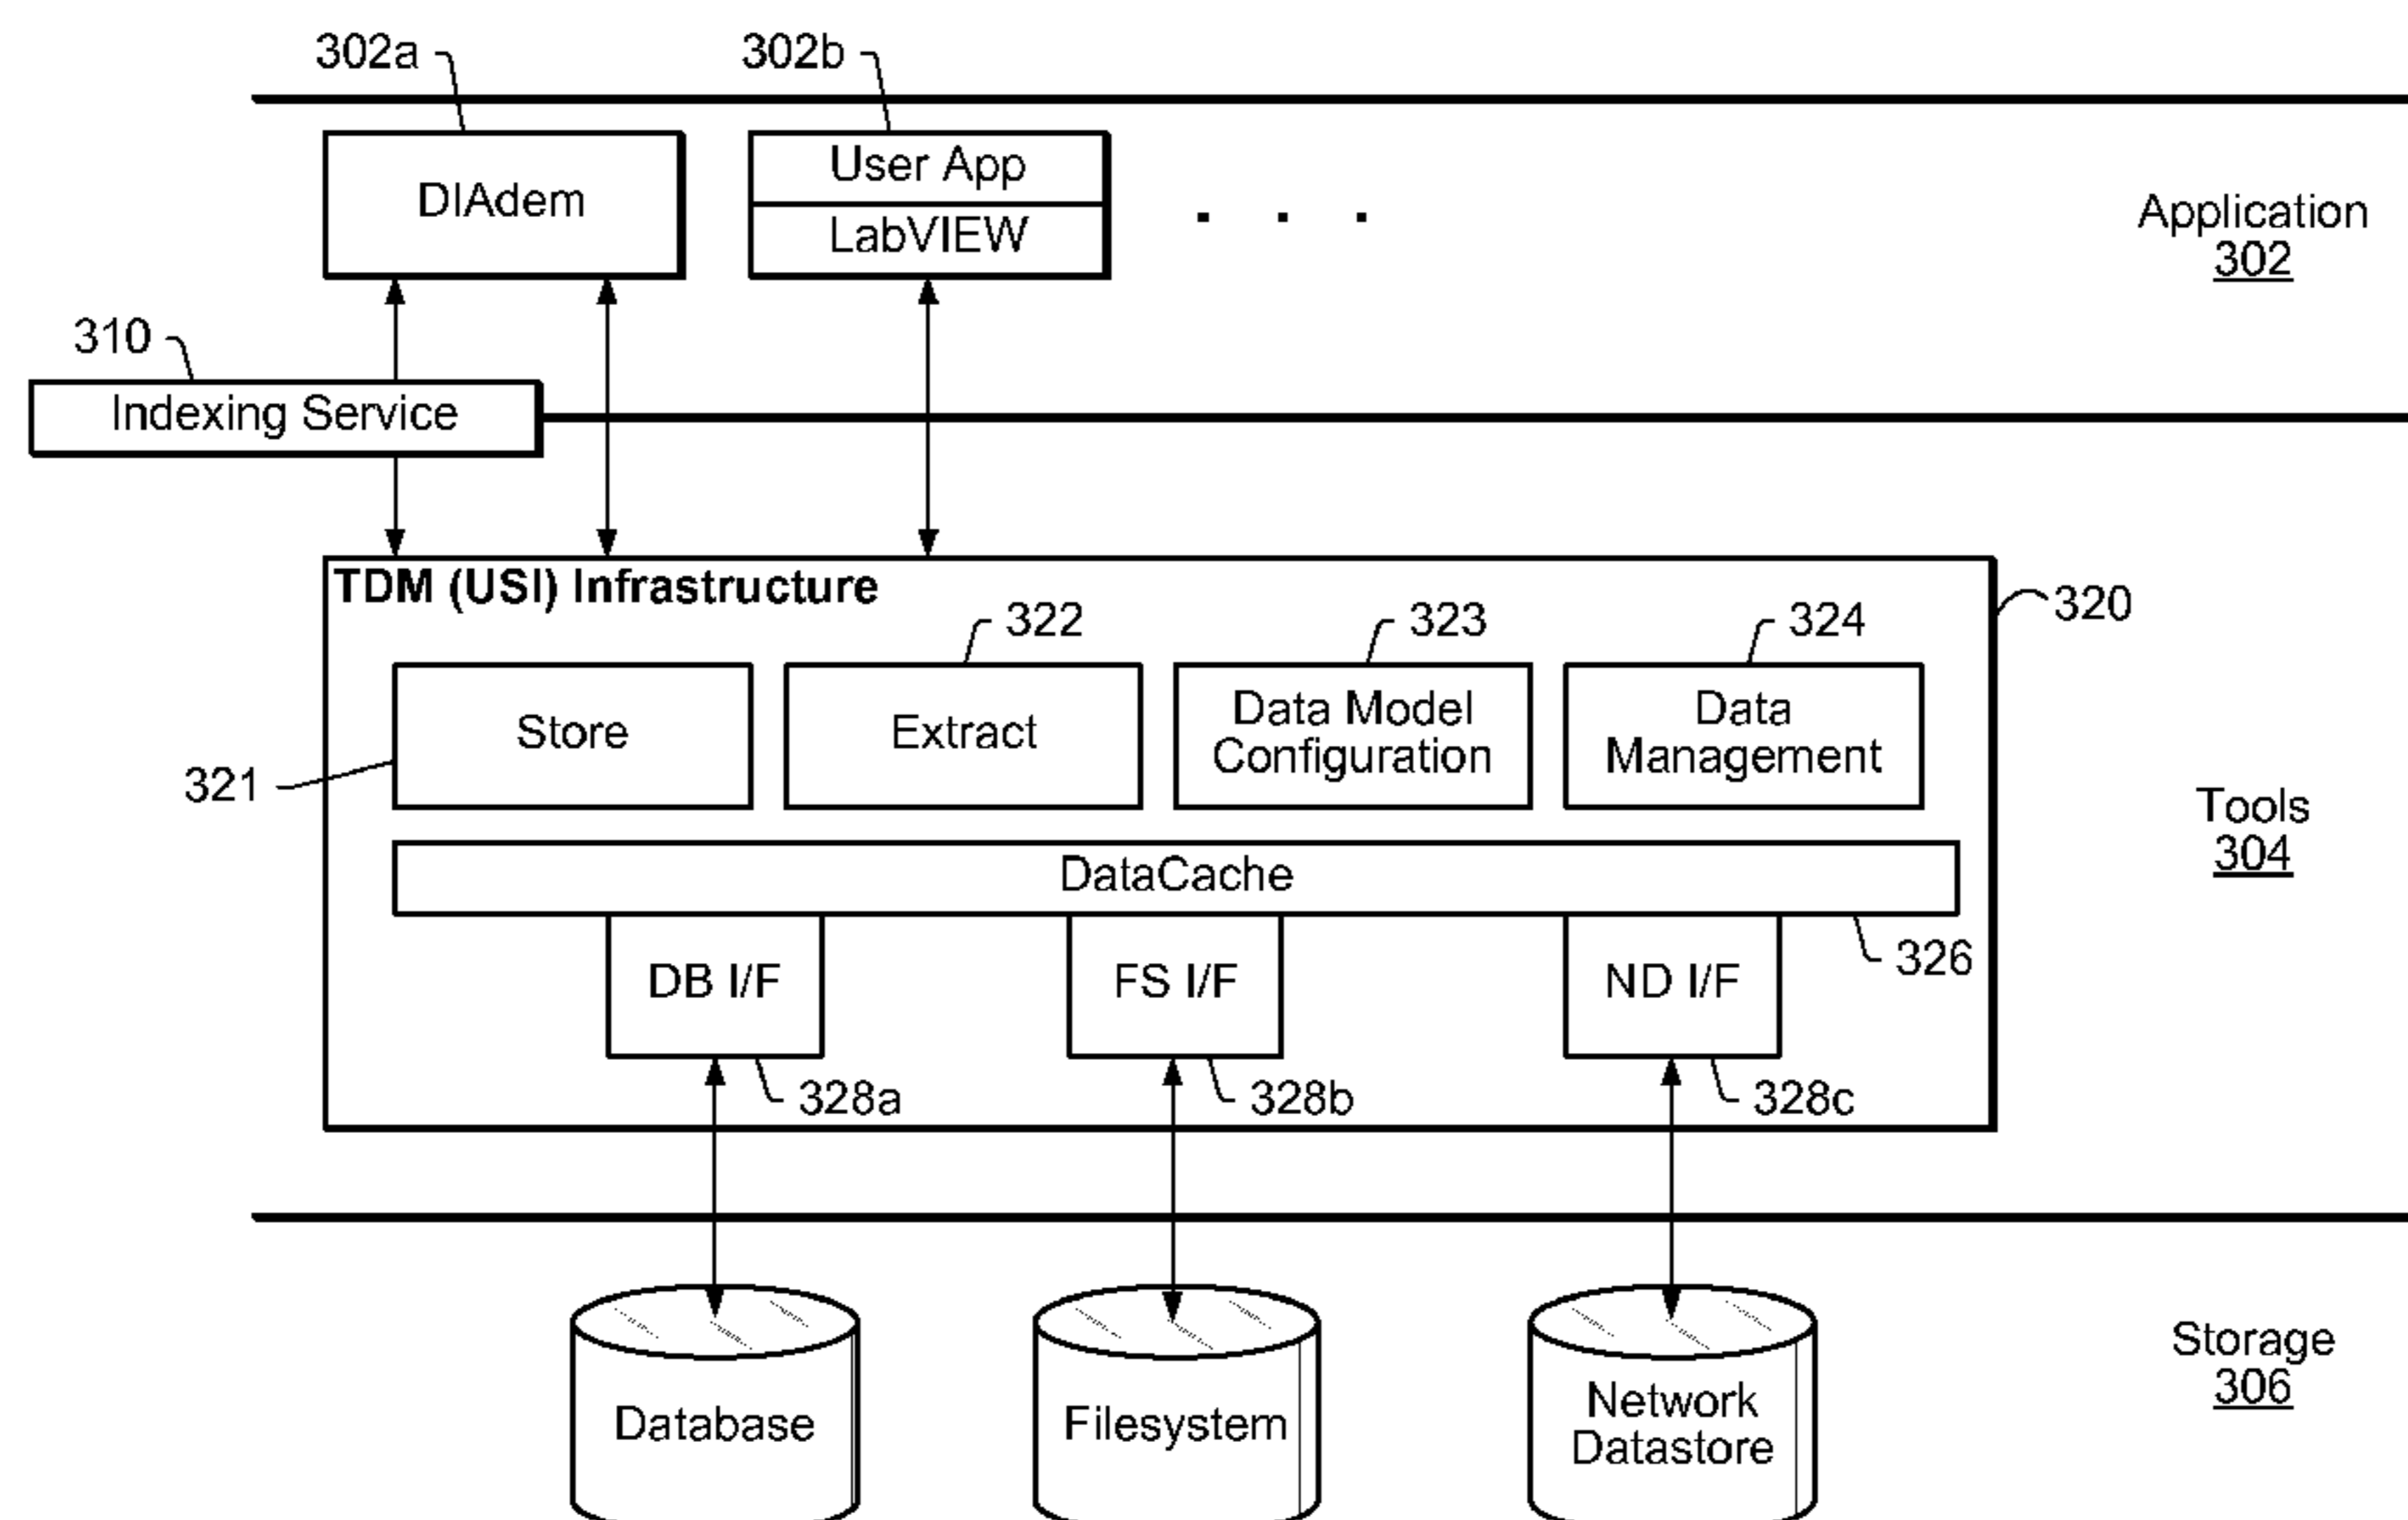 302a
302b
DIAdem
User App
LabVIEW
. . .
Application
302
310
Indexing Service
TDM (USI) Infrastructure
320
322
323
324
Store
Extract
Data Model
Configuration
Data
Management
321
Tools
304
DataCache
326
DB I/F
FS I/F
ND I/F
328a
328b
328c
Storage
306
Database
Filesystem
Network
Datastore